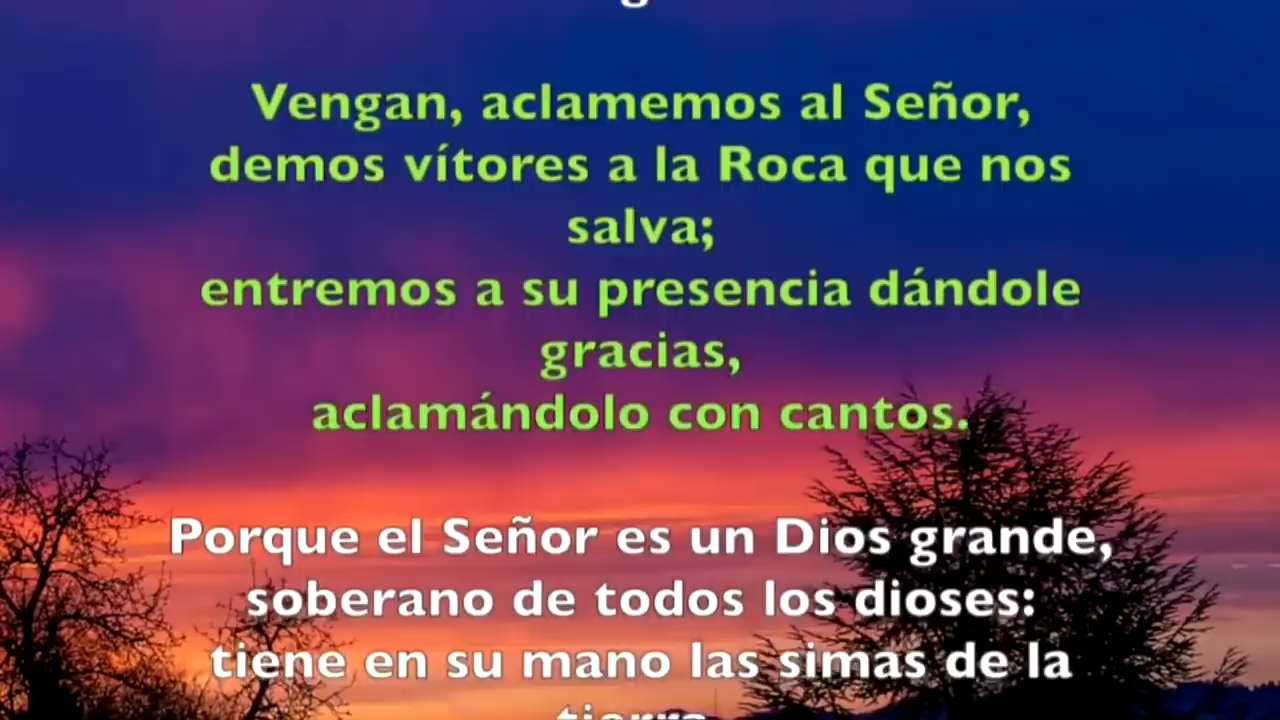 Vengan, aclamemos al Señor,
demos vítores a la Roca que nos
salva;
entremos a su presencia dándole
gracias,
aclamándolo con cantos.
Porque el Señor es un Dios grande,
soberano de todos los dioses:
tiene en su mano las simas de la
tierra